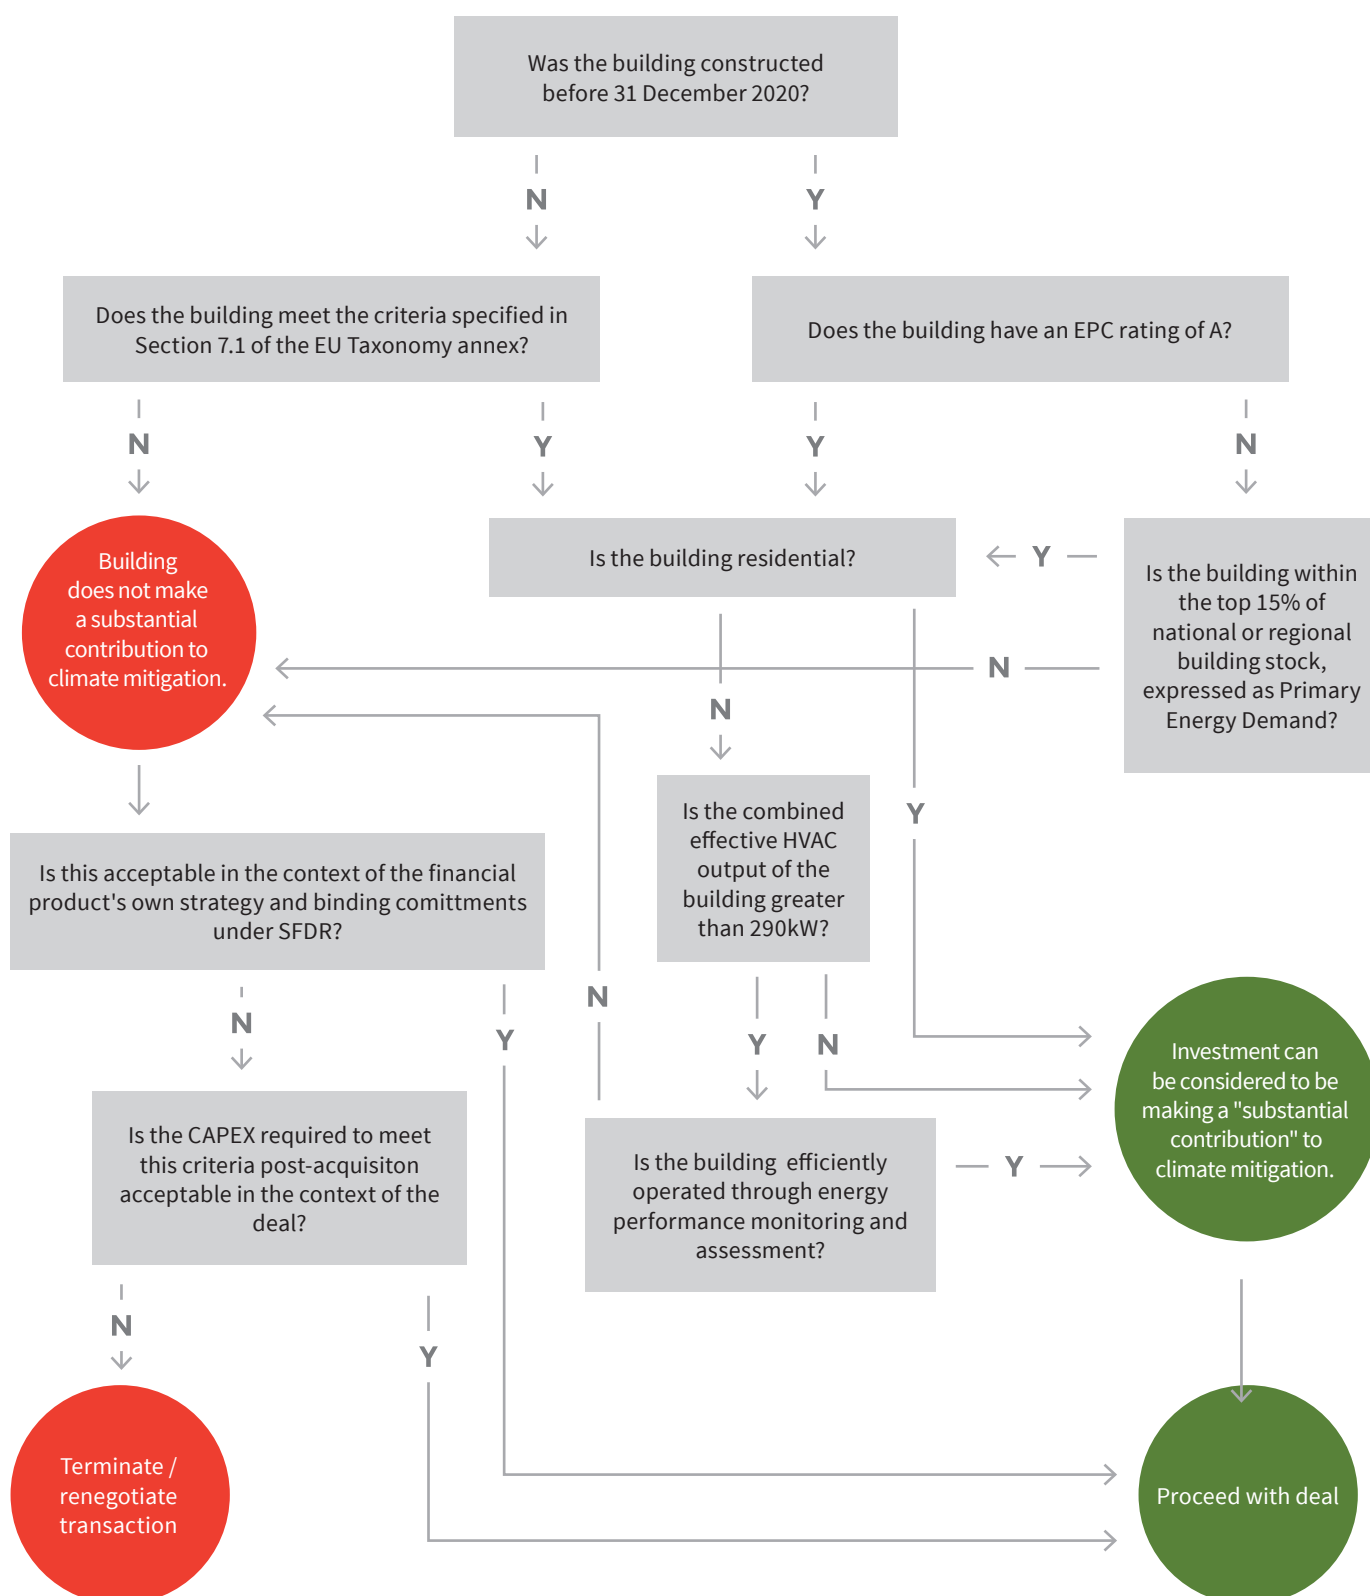 Was the building constructed
before 31 December 2020?
N
Y
Does the building meet the criteria specified in
Section 7.1 of the EU Taxonomy annex?
Does the building have an EPC rating of A?
N
Y
Y
N
Building
does not make
a substantial
contribution to
climate mitigation.
Is the building residential?
Y
Is the building within
the top 15% of
national or regional
building stock,
expressed as Primary
Energy Demand?
N
N
Y
Is the combined
effective HVAC
output of the
building greater
than 290kW?
Is this acceptable in the context of the financial
product's own strategy and binding comittments
under SFDR?
N
Y
N
Y
N
Investment can
be considered to be
making a "substantial
contribution" to
climate mitigation.
Is the CAPEX required to meet
this criteria post-acquisiton
acceptable in the context of the
deal?
Is the building efficiently
operated through energy
performance monitoring and
assessment?
Y
N
Y
Terminate /
renegotiate
transaction
Proceed with deal